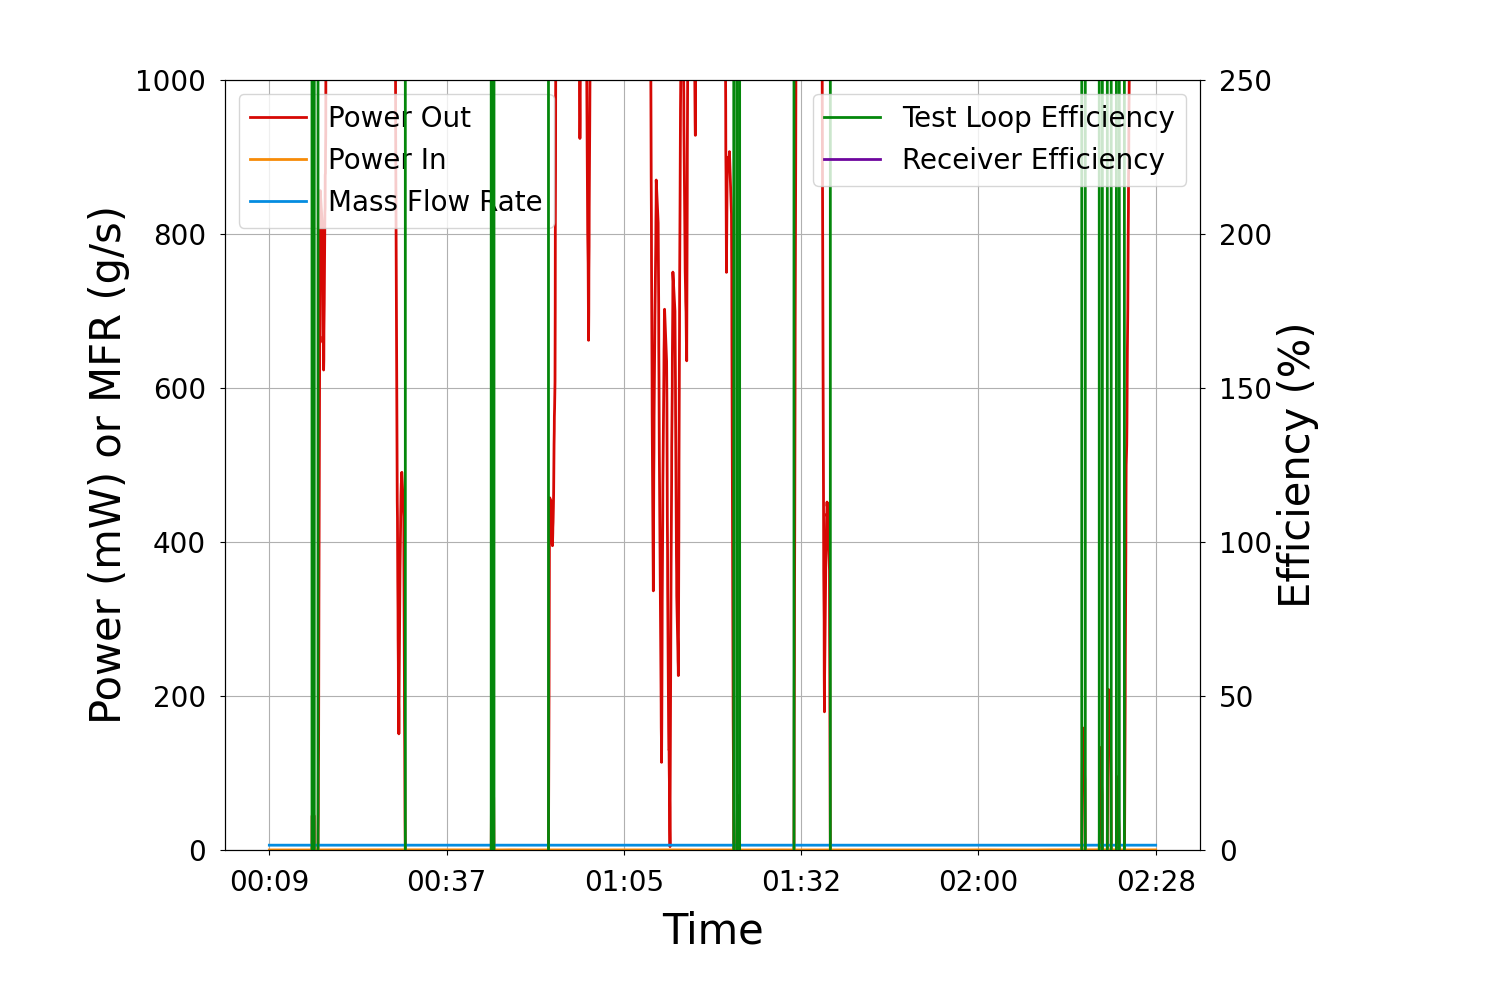 1000
800
600
400
200
0
Power (mW) or MFR (g/s)
Power Out
Power In
Mass Flow Rate
Test Loop Efficiency
Receiver Efficiency
250
200
150
100
50
0
Efficiency (%)
00:09 00:37 01:05 01:32 02:00 02:28
Time